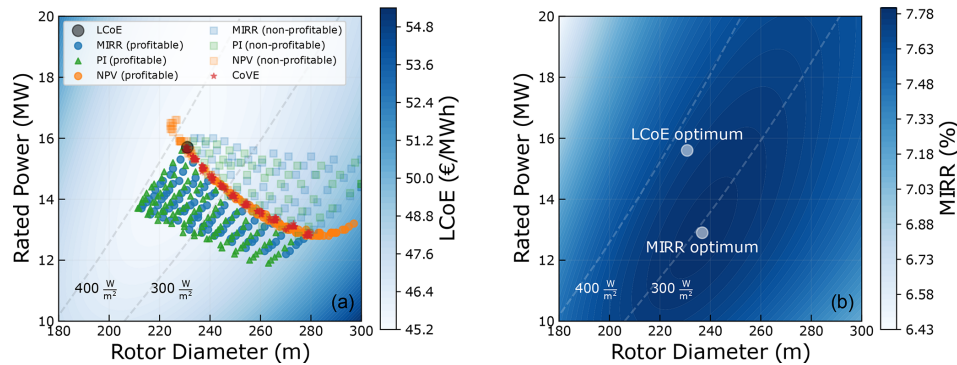 20
18
16
14
12
10
Rated Power (MW)
LCoE
MIRR (profitable)
PI (profitable)
NPV (profitable)
MIRR (non-profitable)
PI (non-profitable)
NPV (non-profitable)
CoVE
400 W/m²
300 W/m²
(a)
180 200 220 240 260 280 300
Rotor Diameter (m)
54.8
53.6
52.4
51.2
50.0
48.8
47.6
46.4
45.2
LCoE (€/MWh)
20
18
16
14
12
10
Rated Power (MW)
LCoE optimum
MIRR optimum
400 W/m²
300 W/m²
(b)
180 200 220 240 260 280 300
Rotor Diameter (m)
7.78
7.63
7.48
7.33
7.18
7.03
6.88
6.73
6.58
6.43
MIRR (%)